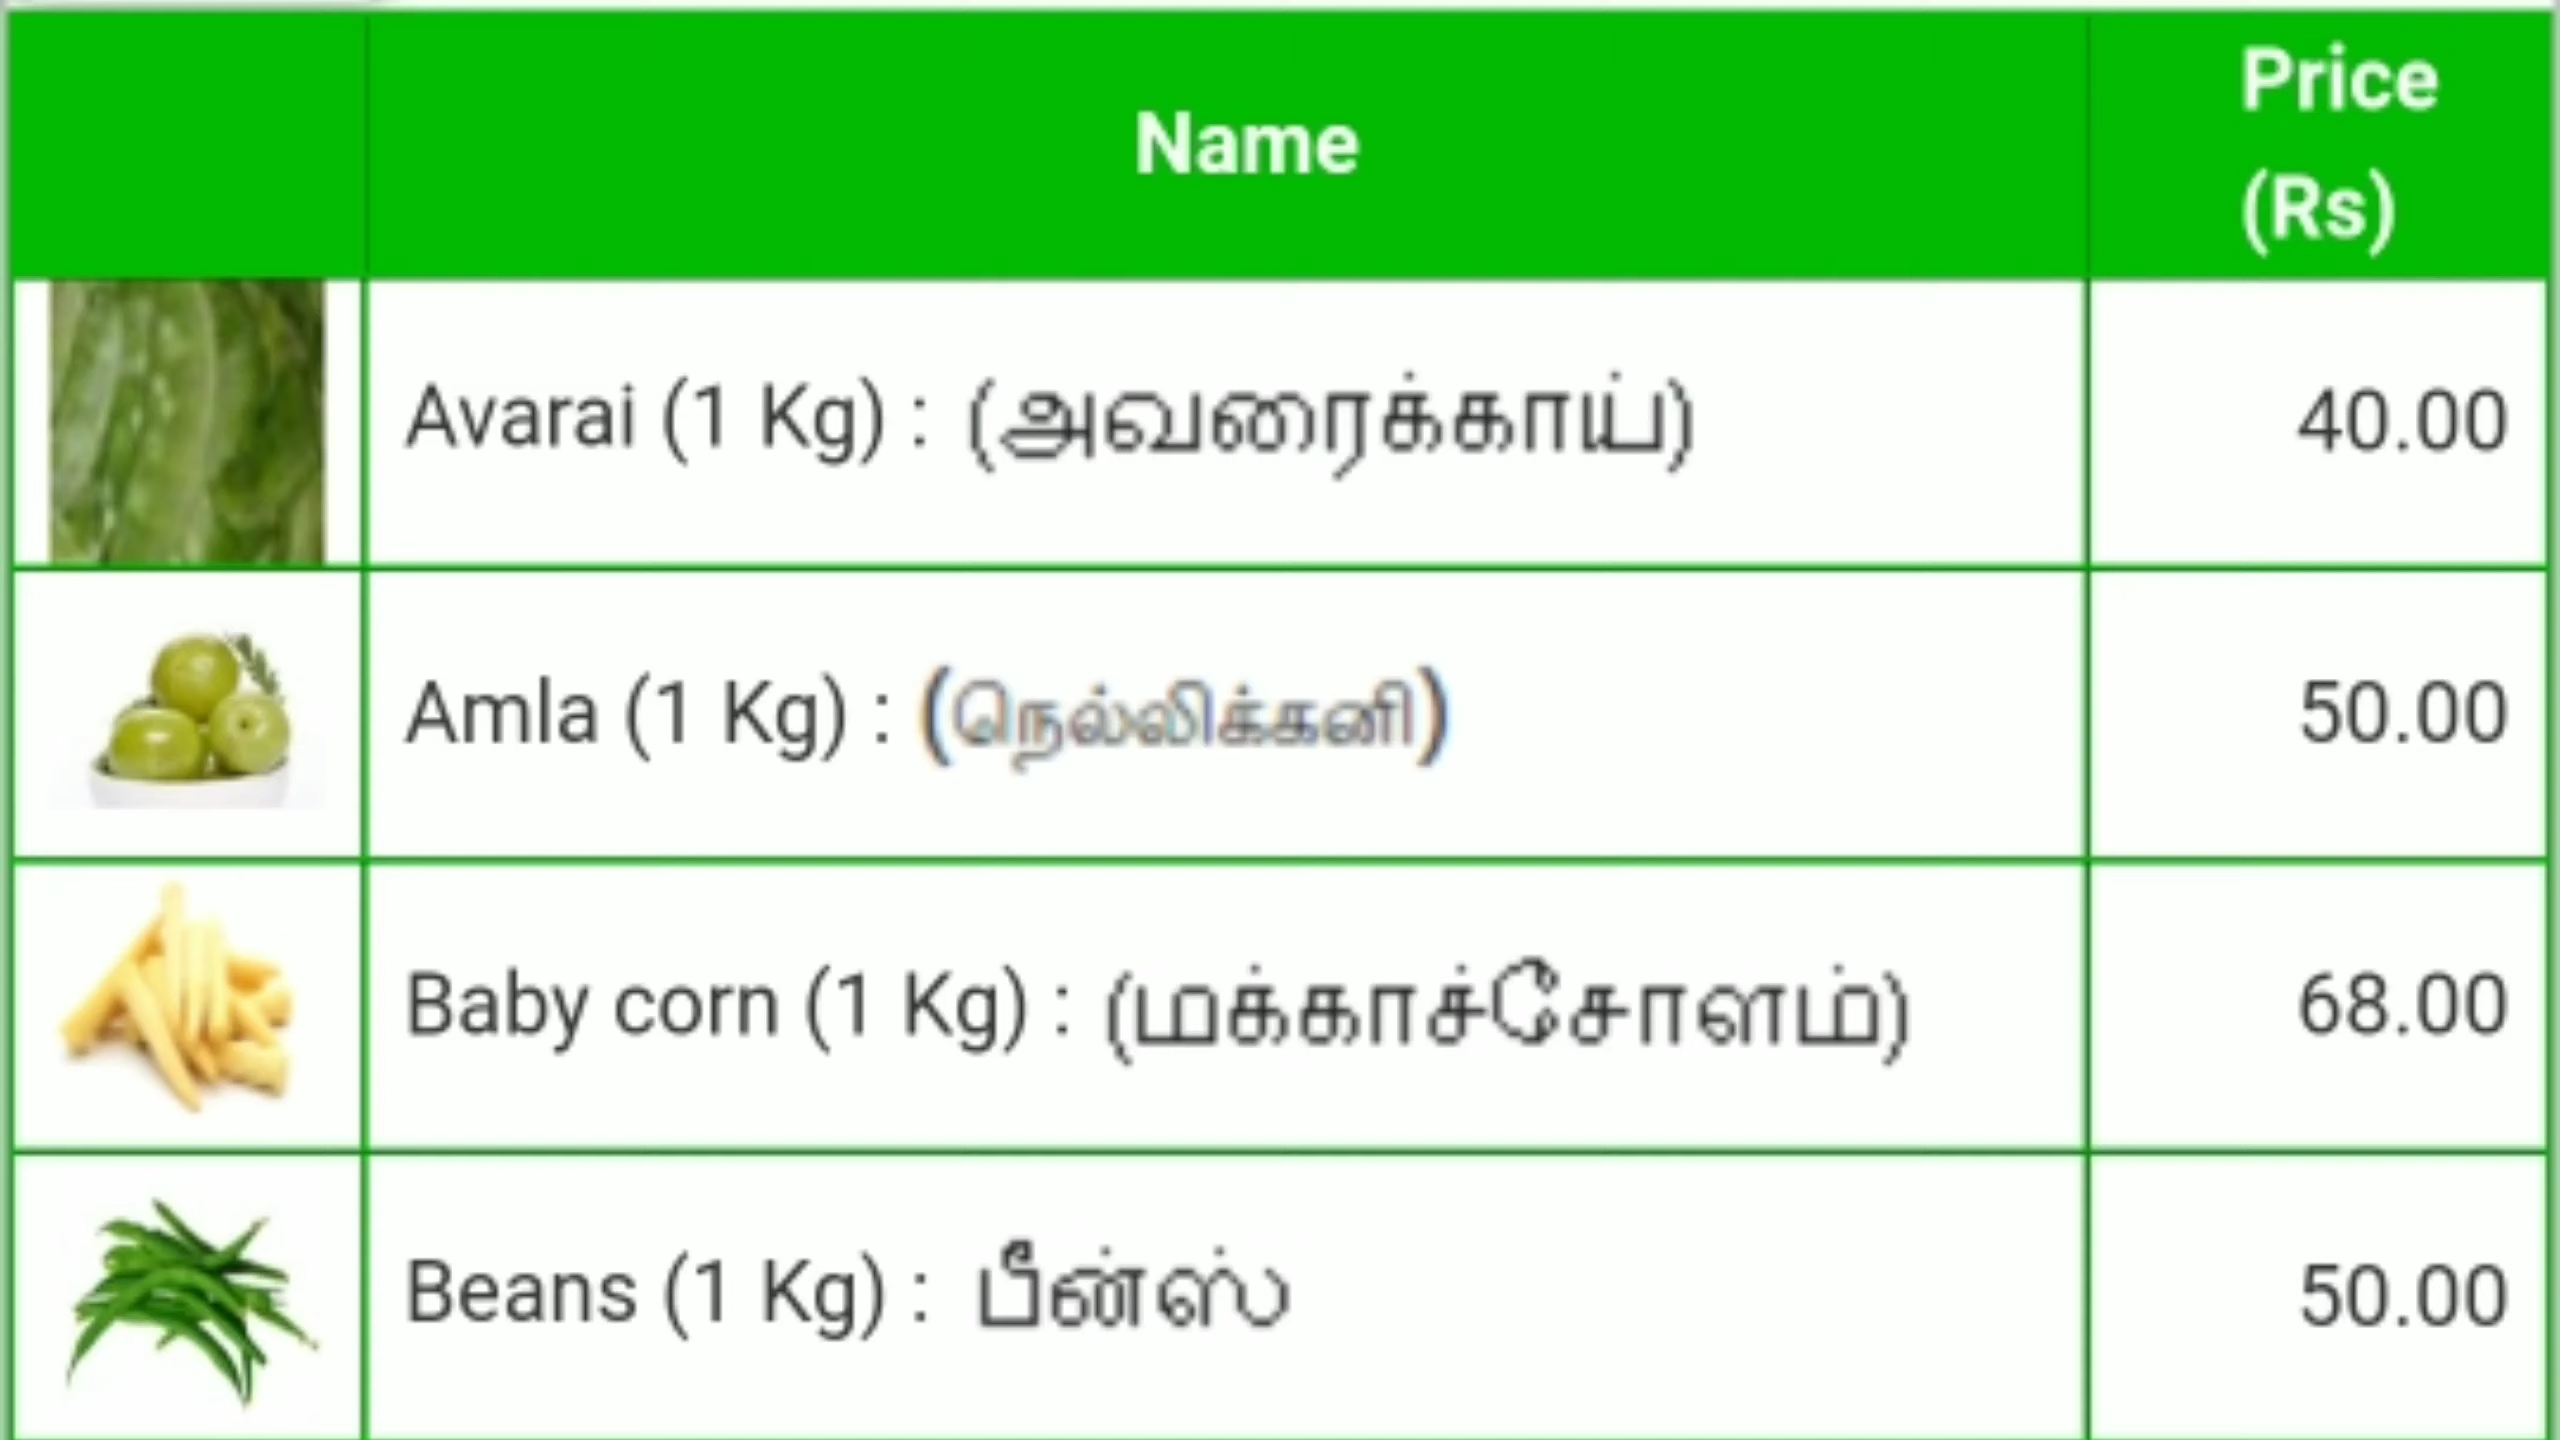 Name
Price
(Rs)
Avarai (1 Kg) : (அவரைக்காய்) 40.00
Amla (1 Kg) : (நெல்லிக்கனி) 50.00
Baby corn (1 Kg) : (மக்காச்சோளம்) 68.00
Beans (1 Kg) : பீன்ஸ் 50.00